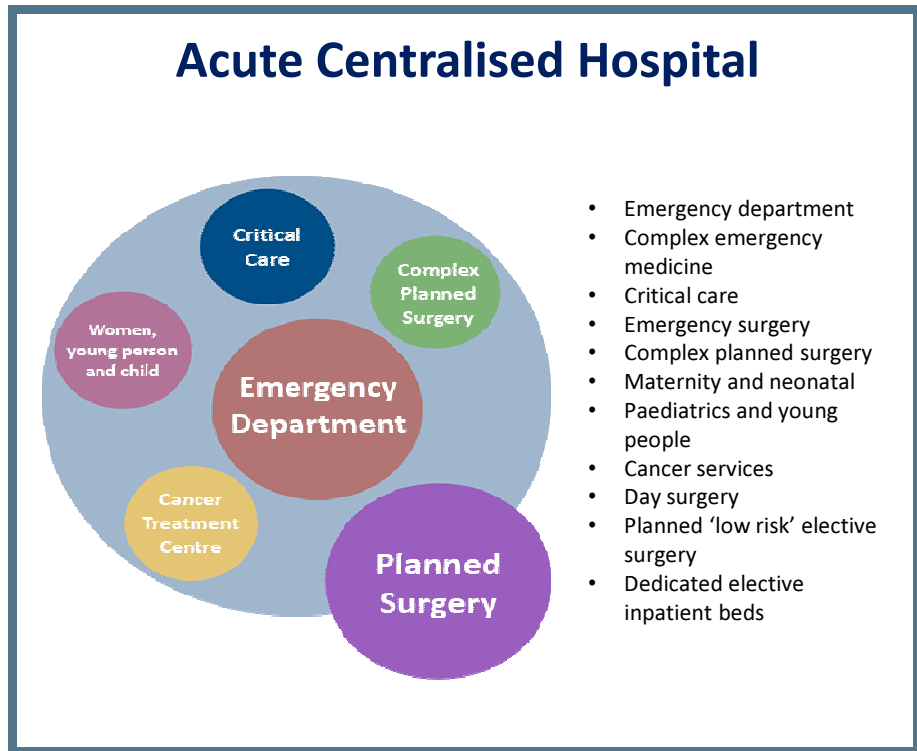 Acute Centralised Hospital
Critical
Care
Complex
Planned
Surgery
Women,
young person
and child
Emergency
Department
Cancer
Treatment
Centre
Planned
Surgery
• Emergency department
• Complex emergency
medicine
• Critical care
• Emergency surgery
• Complex planned surgery
• Maternity and neonatal
• Paediatrics and young
people
• Cancer services
• Day surgery
• Planned ‘low risk’ elective
surgery
• Dedicated elective
inpatient beds